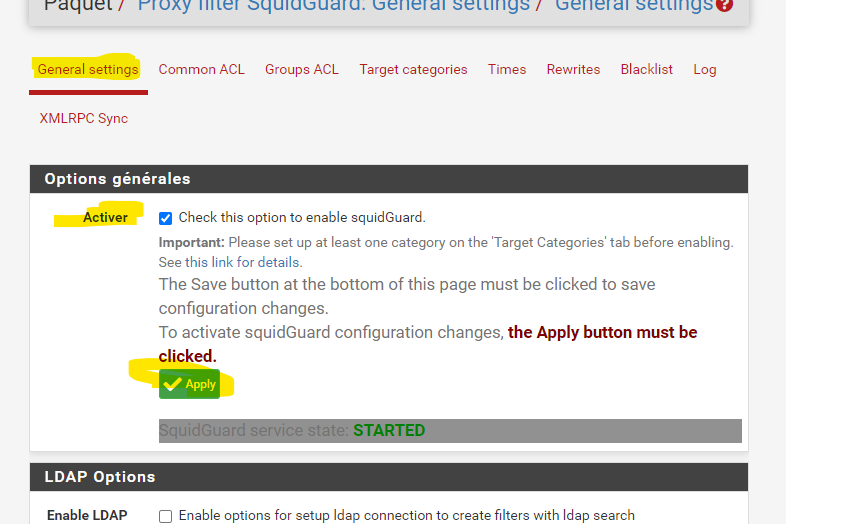 Paquet / Proxy filter SquidGuard: General settings / General settings
General settings Common ACL Groups ACL Target categories Times Rewrites Blacklist Log
XMLRPC Sync
Options générales
Activer Check this option to enable squidGuard.
Important: Please set up at least one category on the 'Target Categories' tab before enabling.
See this link for details.
The Save button at the bottom of this page must be clicked to save
configuration changes.
To activate squidGuard configuration changes, the Apply button must be
clicked.
Apply
SquidGuard service state: STARTED
LDAP Options
Enable LDAP Enable options for setup ldap connection to create filters with ldap search